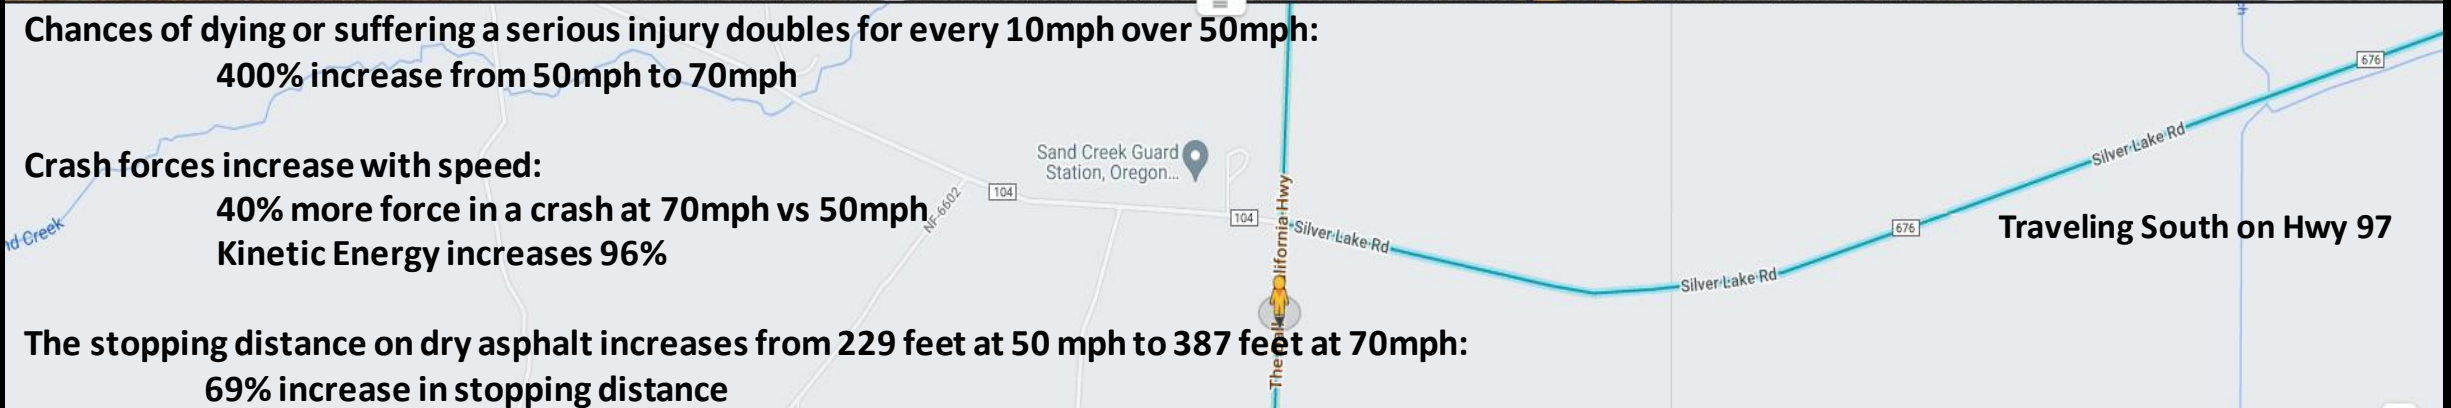 Chances of dying or suffering a serious injury doubles for every 10mph over 50mph:
400% increase from 50mph to 70mph
676
Silver Lake Rd
Crash forces increase with speed:
Sand Creek Guard
Station, Oregon...
40% more force in a crash at 70mph vs 50mph
NF-6602
104
104
Creek
Kinetic Energy increases 96%
Silver Lake Rd
676
Traveling South on Hwy 97
Silver Lake Rd
The
California Hwy
The stopping distance on dry asphalt increases from 229 feet at 50 mph to 387 feet at 70mph:
69% increase in stopping distance